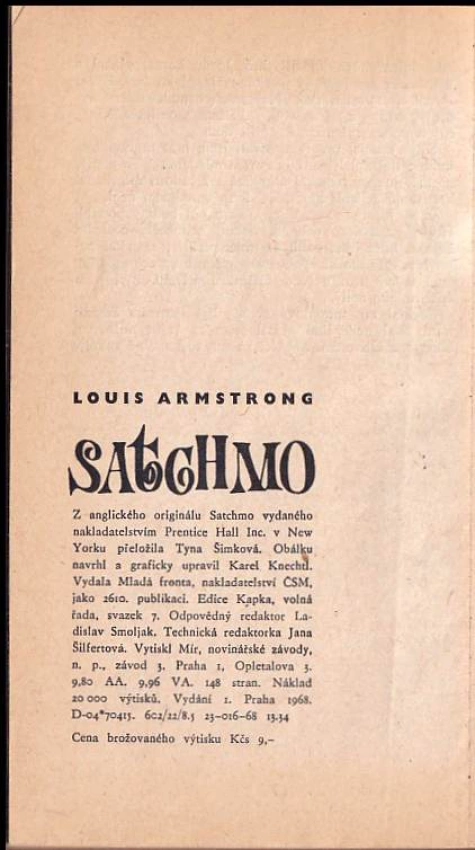 LOUIS ARMSTRONG
SATCHMO
Z anglického originálu Satchmo vydaného
nakladatelstvím Prentice Hall Inc. v New
Yorku přeložila Tyna Šimková. Obálku
navrhl a graficky upravil Karel Knechtl.
Vydala Mladá fronta, nakladatelství ČSM,
jako 2610. publikaci. Edice Kapka, volná
řada, svazek 7. Odpovědný redaktor La-
dislav Smoljak. Technická redaktorka Jana
Šilfertová. Vytiskl Mír, novinářské závody,
n. p., závod 3. Praha 1, Opletalova 3.
9,80 AA. 9,96 VA. 148 stran. Náklad
20 000 výtisků. Vydání 1. Praha 1968.
D-04*70415. 602/22/8.5 23-016-68 13.34
Cena brožovaného výtisku Kčs 9,-